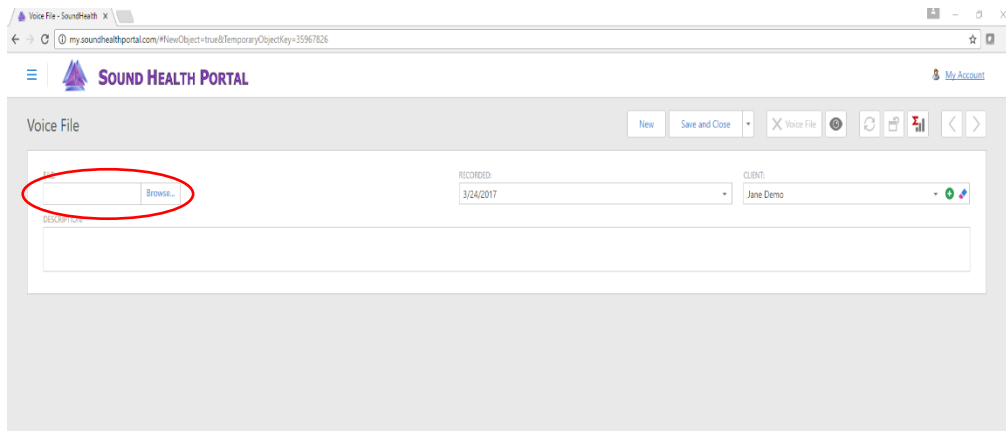 Voice File - SoundHealth X
my.soundhealthportal.com/#NewObject=true&TemporaryObjectKey=35967826
SOUND HEALTH PORTAL
My Account
Voice File
New
Save and Close
Voice File
RECORDED:
CLIENT:
Browse...
3/24/2017
Jane Demo
DESCRIPTION: